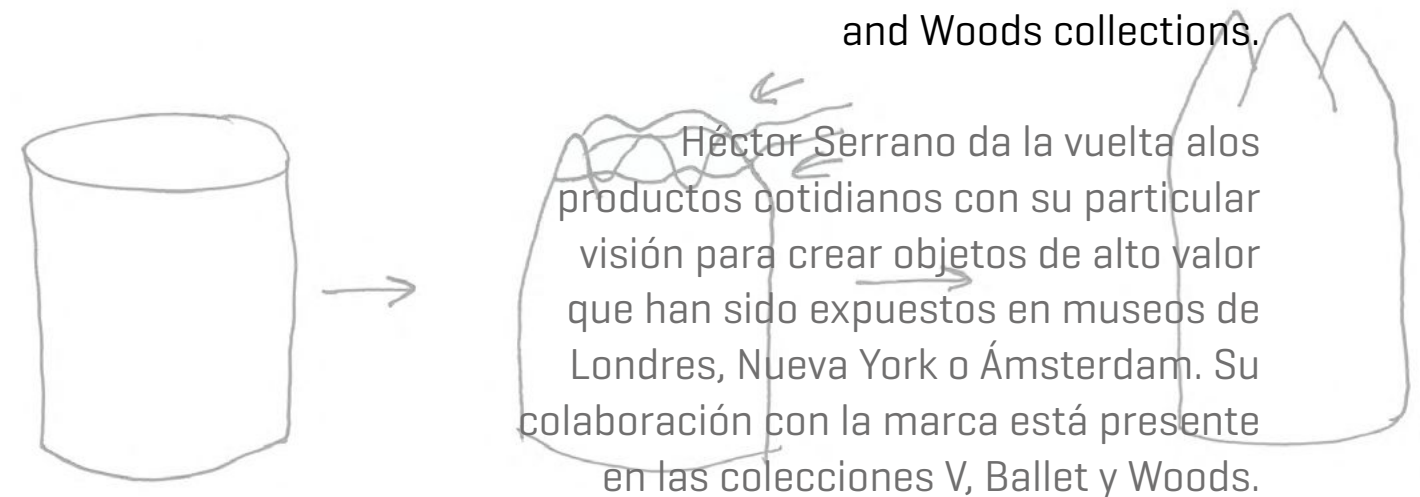 and Woods collections.
Héctor Serrano da la vuelta alos
productos cotidianos con su particular
visión para crear objetos de alto valor
que han sido expuestos en museos de
Londres, Nueva York o Ámsterdam. Su
colaboración con la marca está presente
en las colecciones V, Ballet y Woods.